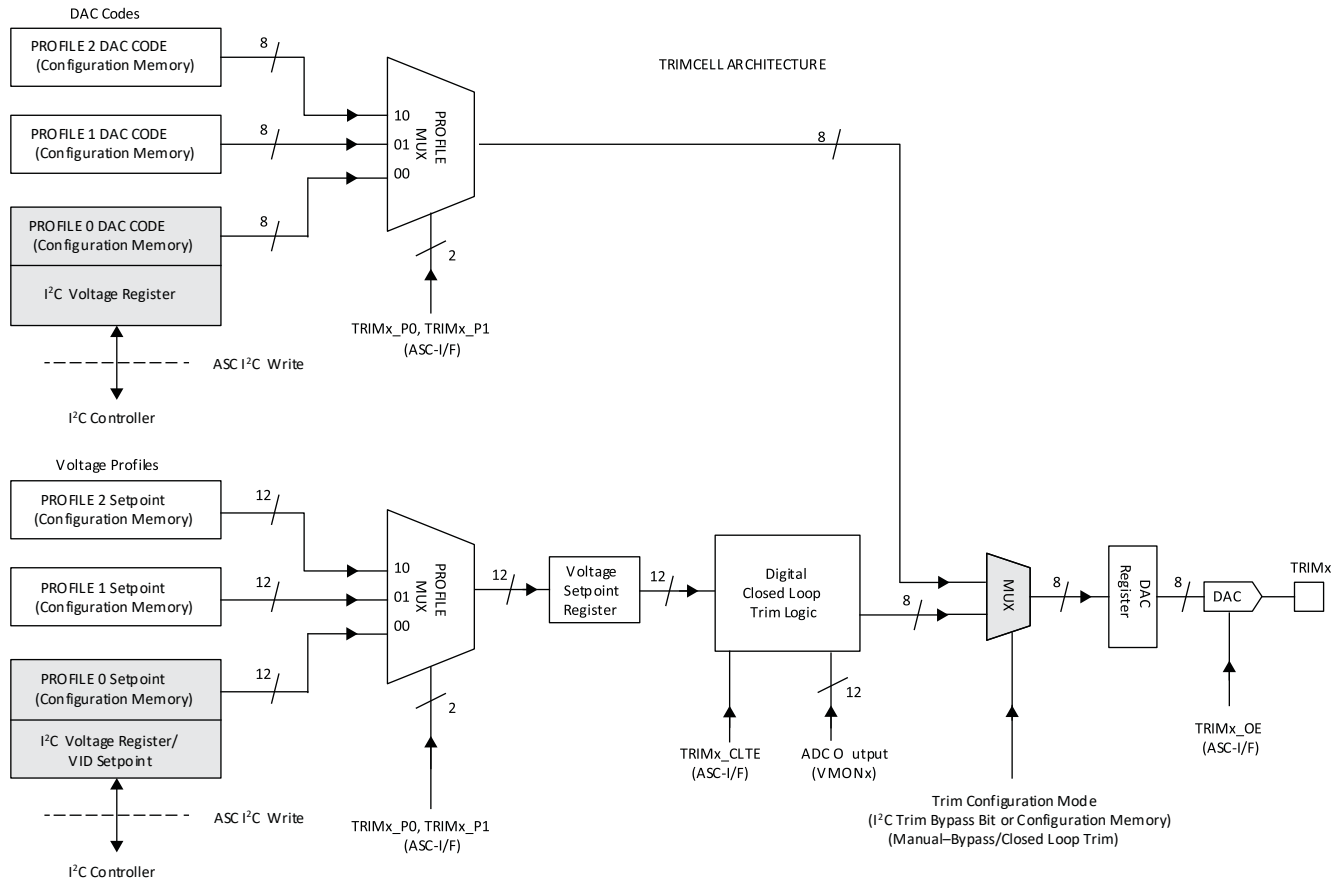 DAC Codes
PROFILE 2 DAC CODE
(Configuration Memory)
8
PROFILE 1 DAC CODE
(Configuration Memory)
8
PROFILE 0 DAC CODE
(Configuration Memory)
8
I²C Voltage Register
ASC I²C Write
I²C Controller
10
01
00
PROFILE
MUX
2
TRIMx_P0, TRIMx_P1
(ASC-I/F)
TRIMCELL ARCHITECTURE
8
Voltage Profiles
PROFILE 2 Setpoint
(Configuration Memory)
12
PROFILE 1 Setpoint
(Configuration Memory)
12
PROFILE 0 Setpoint
(Configuration Memory)
12
I²C Voltage Register/
VID Setpoint
ASC I²C Write
I²C Controller
10
01
00
PROFILE
MUX
2
TRIMx_P0, TRIMx_P1
(ASC-I/F)
12
Voltage
Setpoint
Register
12
Digital
Closed Loop
Trim Logic
TRIMx_CLTE
(ASC-I/F)
12
ADC O utput
(VMONx)
8
MUX
Trim Configuration Mode
(I²C Trim Bypass Bit or Configuration Memory)
(Manual–Bypass/Closed Loop Trim)
8
DAC
Register
8
DAC
TRIMx
TRIMx_OE
(ASC-I/F)